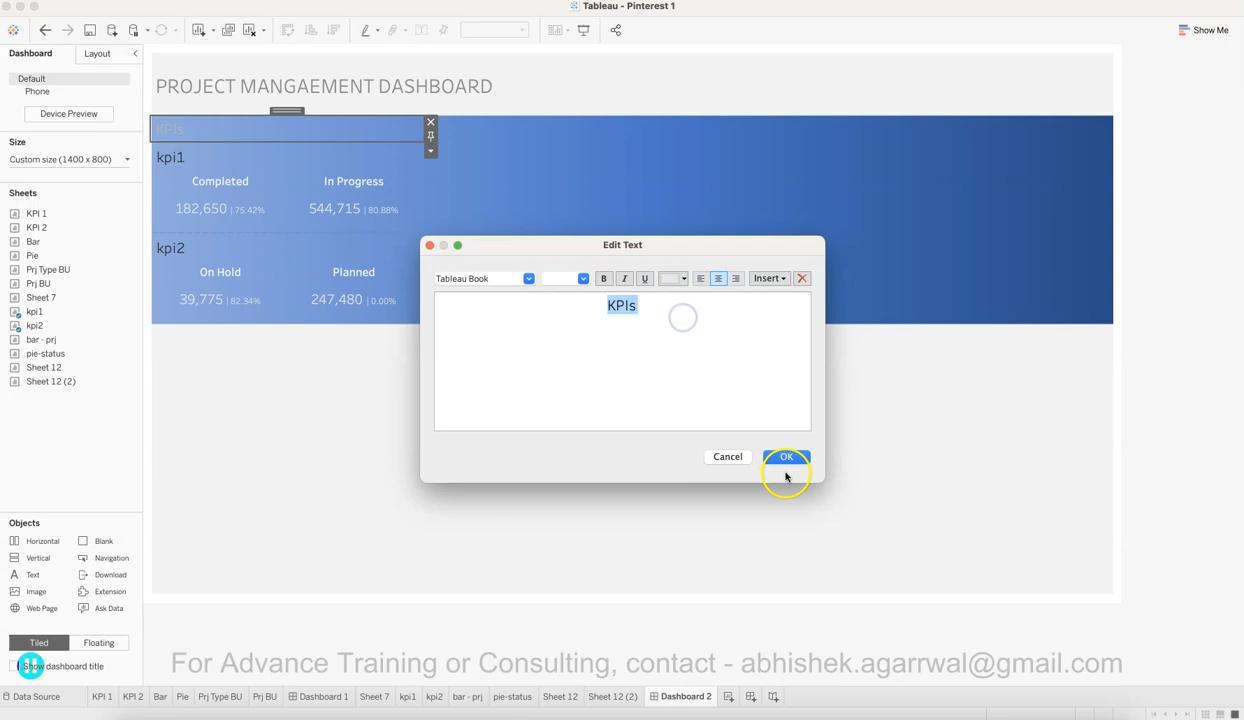 Tableau - Pinterest 1
Show Me
Dashboard
Layout
Default
Phone
Device Preview
Size
Custom size (1400 x 800)
Sheets
KPI 1
KPI 2
Bar
Pie
Prj Type BU
Prj BU
Sheet 7
kpi1
kpi2
bar - prj
pie-status
Sheet 12
Sheet 12 (2)
Objects
Horizontal
Blank
Vertical
Navigation
A Text
Download
Image
Extension
Web Page
Ask Data
Tiled
Floating
Show dashboard title
PROJECT MANGAEMENT DASHBOARD
KPIs
kpi1
Completed
In Progress
182,650 | 75.42%
544,715 | 80.88%
kpi2
On Hold
Planned
39,775 | 82.34%
247,480 | 0.00%
Edit Text
Tableau Book
B I U
Insert
KPIs
Cancel
OK
For Advance Training or Consulting, contact - abhishek.agarrwal@gmail.com
Data Source
KPI 1
KPI 2
Bar
Pie
Prj Type BU
Prj BU
Dashboard 1
Sheet 7
kpi1
kpi2
bar - prj
pie-status
Sheet 12
Sheet 12 (2)
Dashboard 2